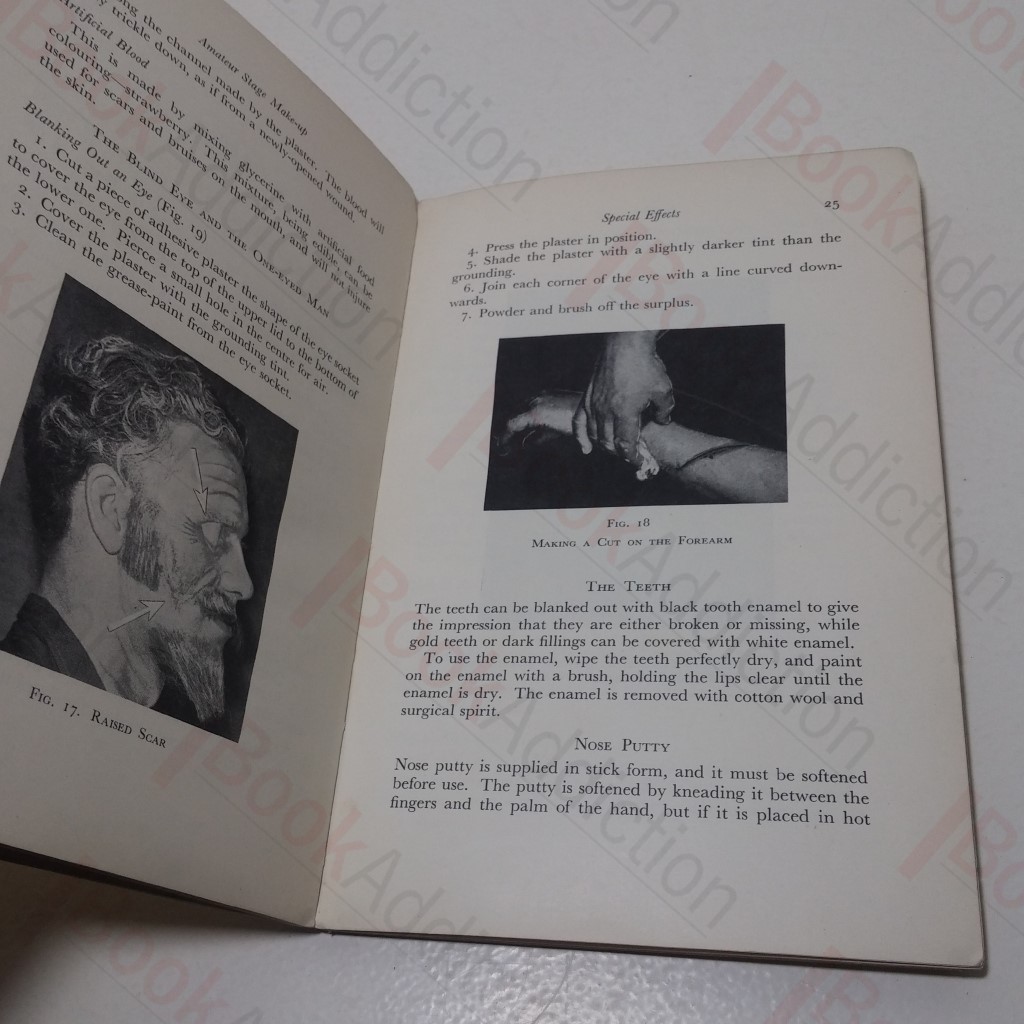 Amateur Stage Make-up
the channel made by the plaster. The blood will
trickle down, as if from a newly-opened wound.
Artificial Blood
This is made by mixing glycerine with artificial food
colouring—strawberry. This mixture, being edible, can be
used for scars and bruises on the mouth, and will not injure
the skin.
The Blind Eye and the One-eyed Man
Blanking Out an Eye (Fig. 19)
1. Cut a piece of adhesive plaster the shape of the eye socket
to cover the eye from the top of the upper lid to the bottom of
the lower one. Pierce a small hole in the centre for air.
2. Cover the plaster with the grounding tint.
3. Clean the grease-paint from the eye socket.
Fig. 17. Raised Scar
Special Effects 25
4. Press the plaster in position.
5. Shade the plaster with a slightly darker tint than the
grounding.
6. Join each corner of the eye with a line curved down-
wards.
7. Powder and brush off the surplus.
Fig. 18
Making a Cut on the Forearm
The Teeth
The teeth can be blanked out with black tooth enamel to give
the impression that they are either broken or missing, while
gold teeth or dark fillings can be covered with white enamel.
To use the enamel, wipe the teeth perfectly dry, and paint
on the enamel with a brush, holding the lips clear until the
enamel is dry. The enamel is removed with cotton wool and
surgical spirit.
Nose Putty
Nose putty is supplied in stick form, and it must be softened
before use. The putty is softened by kneading it between the
fingers and the palm of the hand, but if it is placed in hot
BookAddiction
BookAddiction
BookAddiction
BookAddiction
BookAddiction
BookAddiction